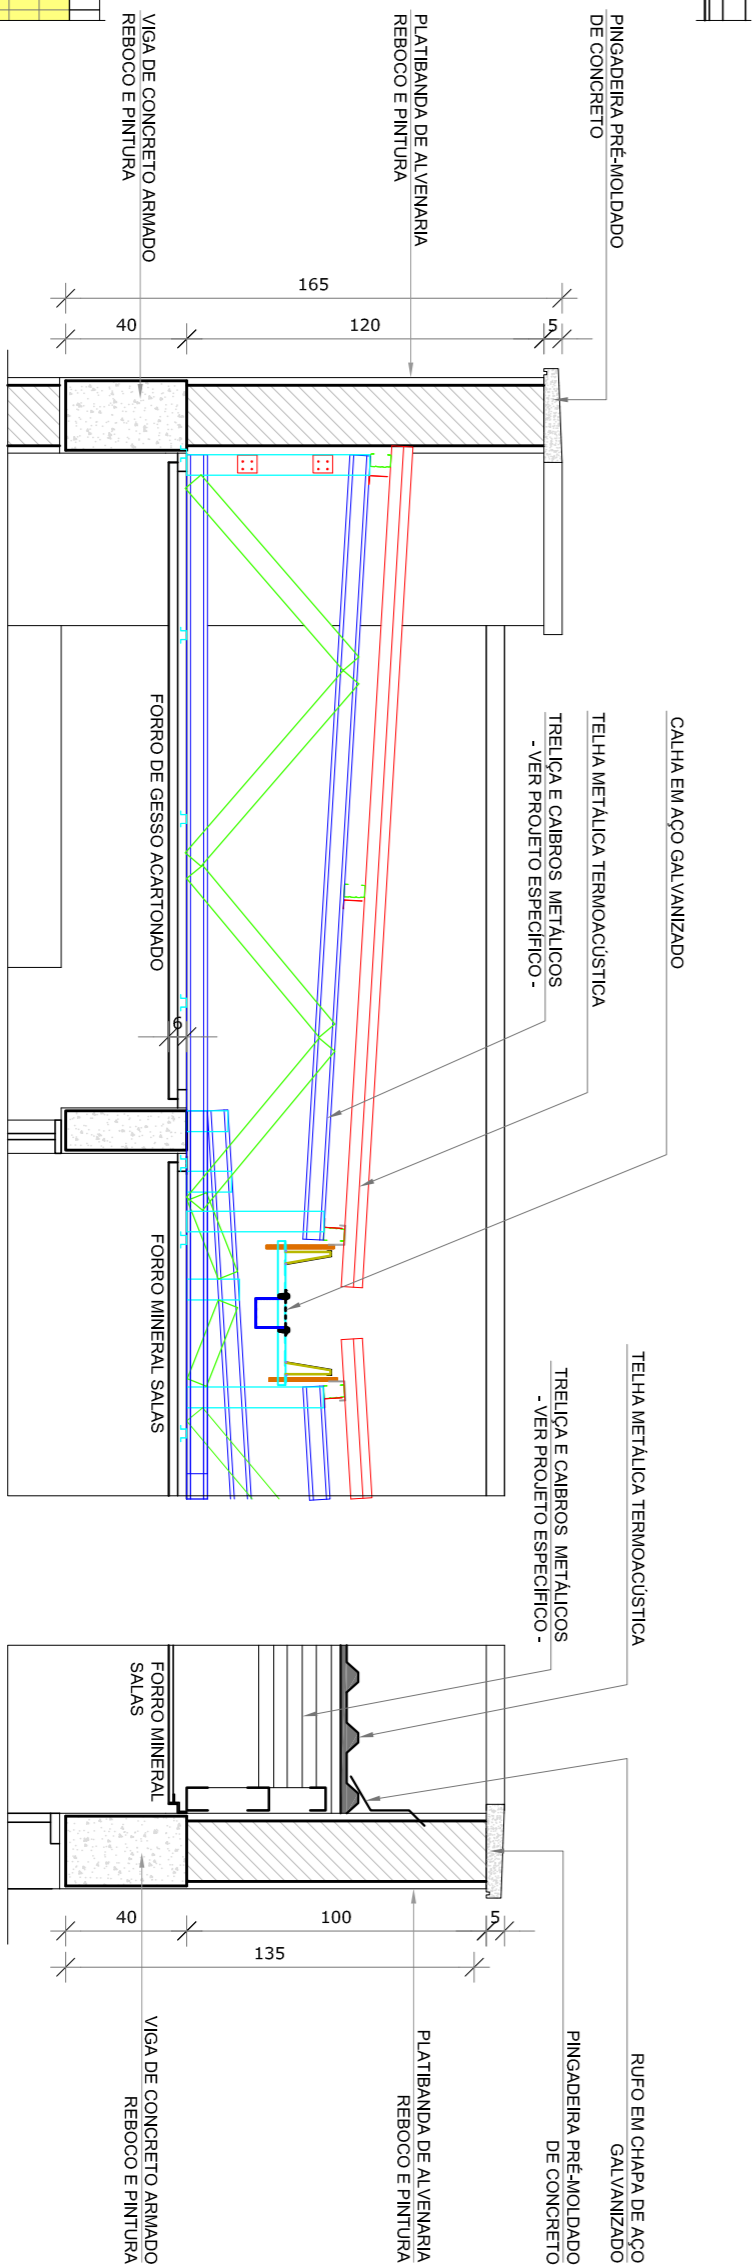 PINGADEIRA PRÉ-MOLDADO
DE CONCRETO
PLATIBANDA DE ALVENARIA
REBOCO E PINTURA
VIGA DE CONCRETO ARMADO
REBOCO E PINTURA
165
40
120
5
CALHA EM AÇO GALVANIZADO
TELHA METÁLICA TERMOACÚSTICA
TRELIÇA E CAIBROS METÁLICOS
- VER PROJETO ESPECÍFICO -
FORRO DE GESSO ACARTONADO
6
FORRO MINERAL SALAS
TELHA METÁLICA TERMOACÚSTICA
TRELIÇA E CAIBROS METÁLICOS
- VER PROJETO ESPECÍFICO -
FORRO MINERAL
SALAS
40
100
5
135
RUFO EM CHAPA DE AÇO
GALVANIZADO
PINGADEIRA PRÉ-MOLDADO
DE CONCRETO
PLATIBANDA DE ALVENARIA
REBOCO E PINTURA
VIGA DE CONCRETO ARMADO
REBOCO E PINTURA